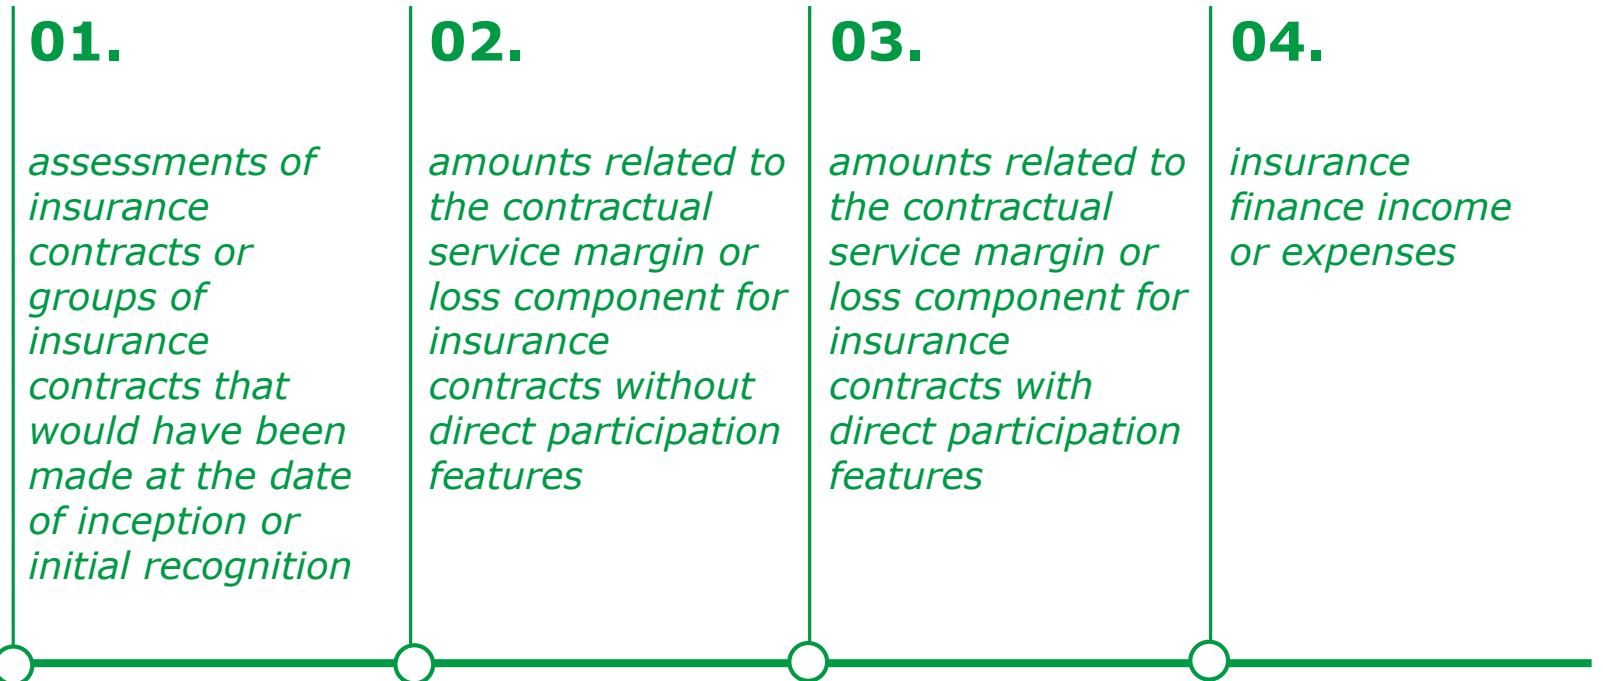 01.
assessments of
insurance
contracts or
groups of
insurance
contracts that
would have been
made at the date
of inception or
initial recognition
02.
amounts related to
the contractual
service margin or
loss component for
insurance
contracts without
direct participation
features
03.
amounts related to
the contractual
service margin or
loss component for
insurance
contracts with
direct participation
features
04.
insurance
finance income
or expenses